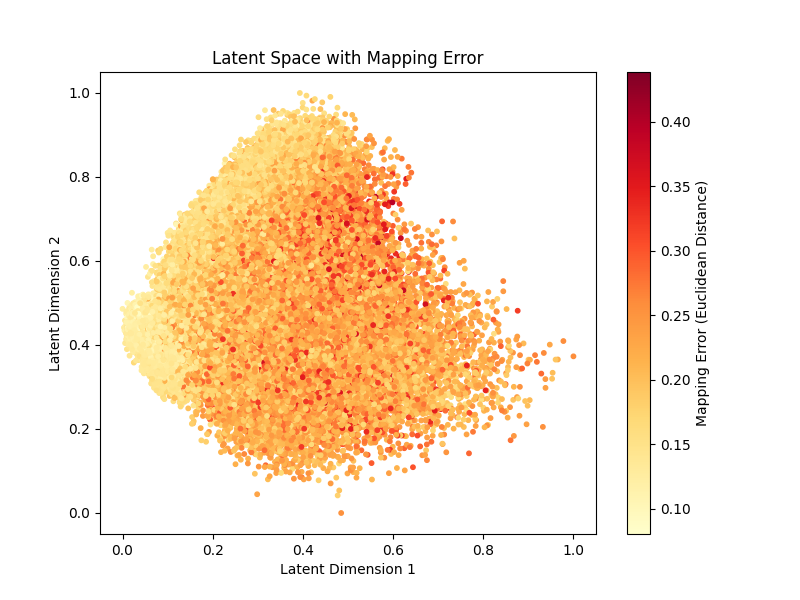 Latent Space with Mapping Error
1.0
0.8
0.6
0.4
0.2
0.0
Latent Dimension 2
0.0 0.2 0.4 0.6 0.8 1.0
Latent Dimension 1
0.40
0.35
0.30
0.25
0.20
0.15
0.10
Mapping Error (Euclidean Distance)